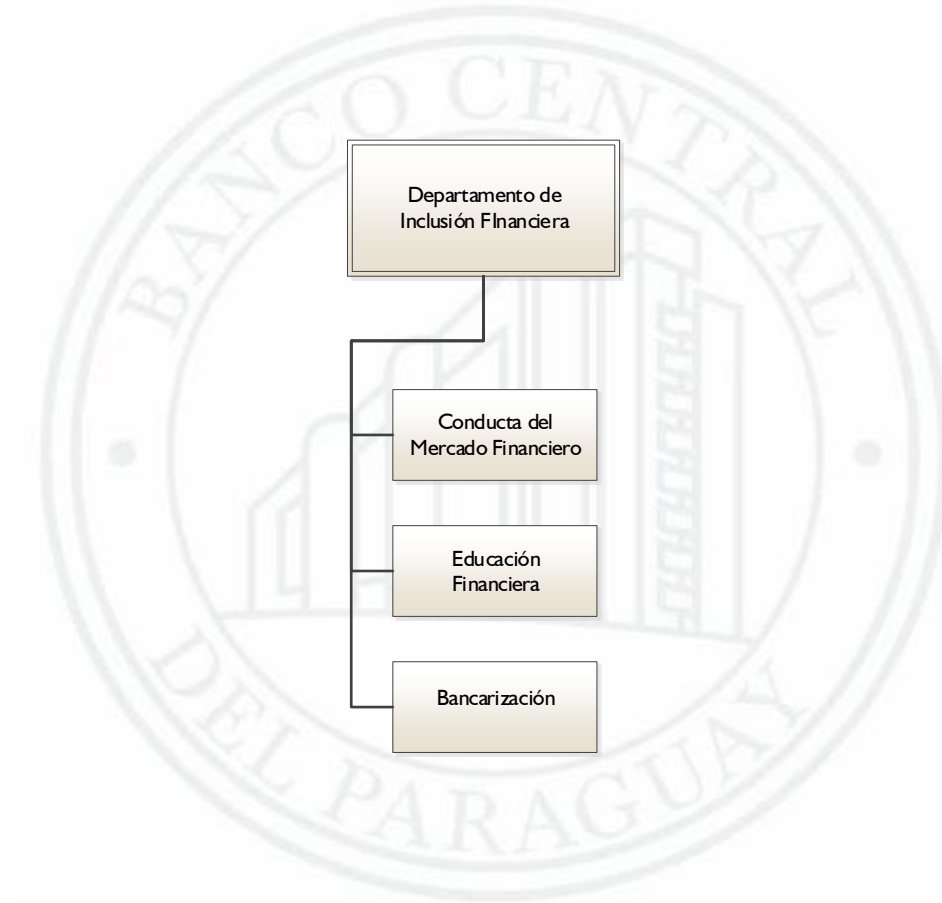 BANCO CENTRAL
DEL PARAGUAY
Departamento de
Inclusión FInanciera
Conducta del
Mercado Financiero
Educación
Financiera
Bancarización